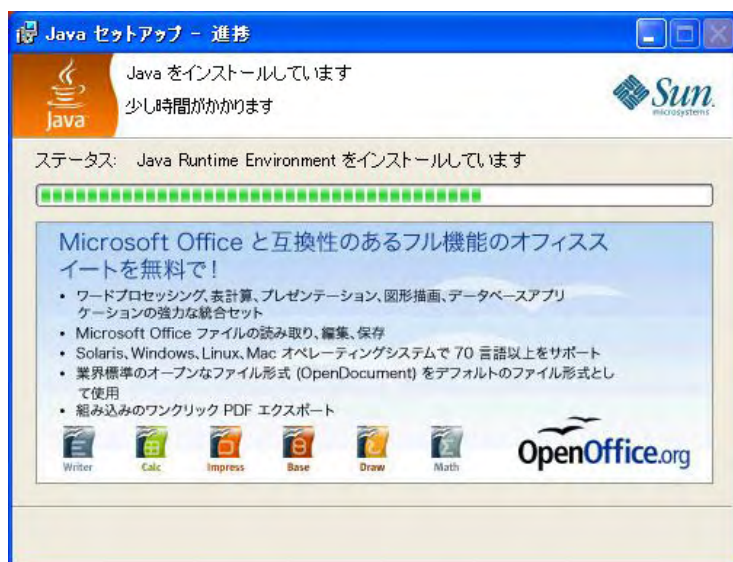 Java セットアップ - 進捗
Java
Java をインストールしています
少し時間がかかります
Sun
microsystems
ステータス: Java Runtime Environment をインストールしています
Microsoft Office と互換性のあるフル機能のオフィスス
イートを無料で!
• ワードプロセッシング、表計算、プレゼンテーション、図形描画、データベースアプリ
ケーションの強力な統合セット
• Microsoft Office ファイルの読み取り、編集、保存
• Solaris、Windows、Linux、Mac オペレーティングシステムで 70 言語以上をサポート
• 業界標準のオープンなファイル形式 (OpenDocument) をデフォルトのファイル形式とし
て使用
• 組み込みのワンクリック PDF エクスポート
Writer Calc Impress Base Draw Math
OpenOffice.org